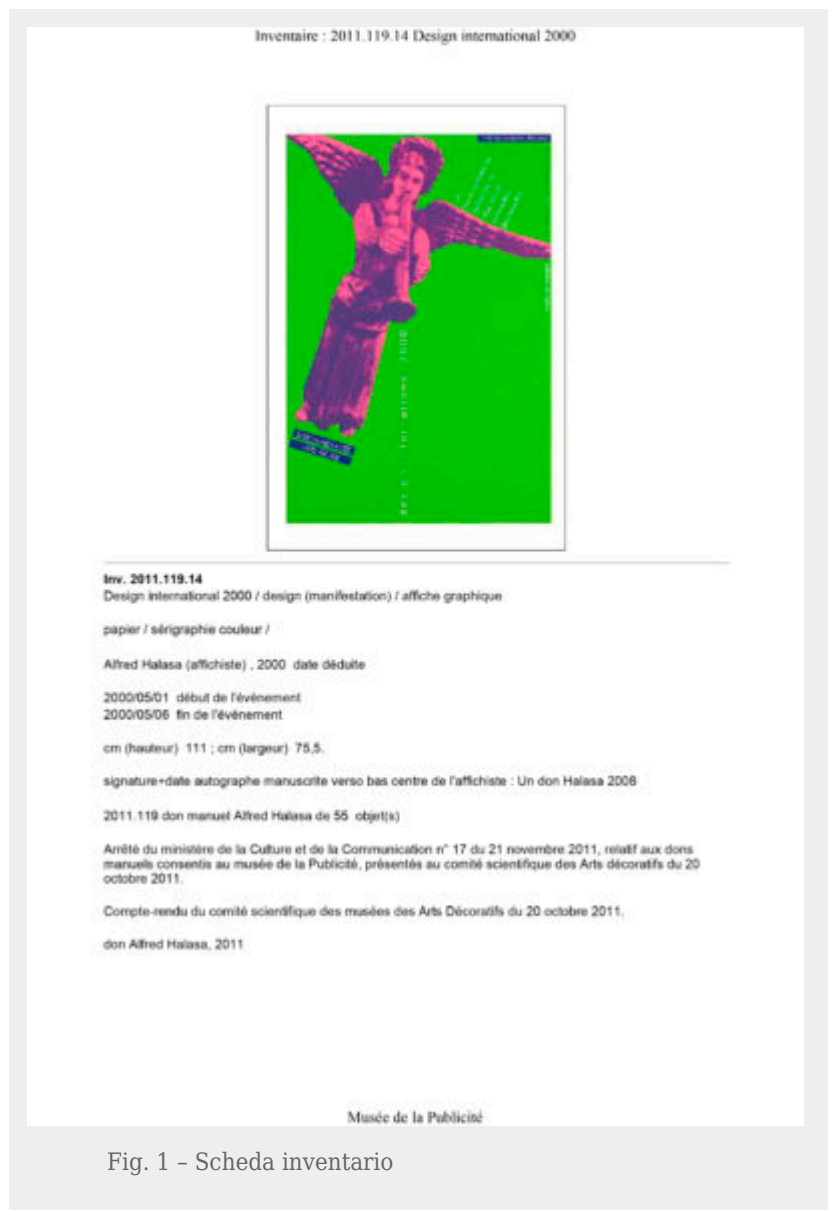 Inventaire : 2011.119.14 Design international 2000
Inv. 2011.119.14
Design international 2000 / design (manifestation) / affiche graphique
papier / sérigraphie couleur /
Alfred Halasa (affichiste) , 2000 date déduite
2000/05/01 début de l'événement
2000/05/06 fin de l'événement
cm (hauteur) 111 ; cm (largeur) 75,5.
signature+date autographe manuscrite verso bas centre de l'affichiste : Un don Halasa 2008
2011.119 don manuel Alfred Halasa de 55 objet(s)
Arrêté du ministère de la Culture et de la Communication n° 17 du 21 novembre 2011, relatif aux dons
manuels consentis au musée de la Publicité, présentés au comité scientifique des Arts décoratifs du 20
octobre 2011.
Compte-rendu du comité scientifique des musées des Arts Décoratifs du 20 octobre 2011.
don Alfred Halasa, 2011
Musée de la Publicité
Fig. 1 – Scheda inventario